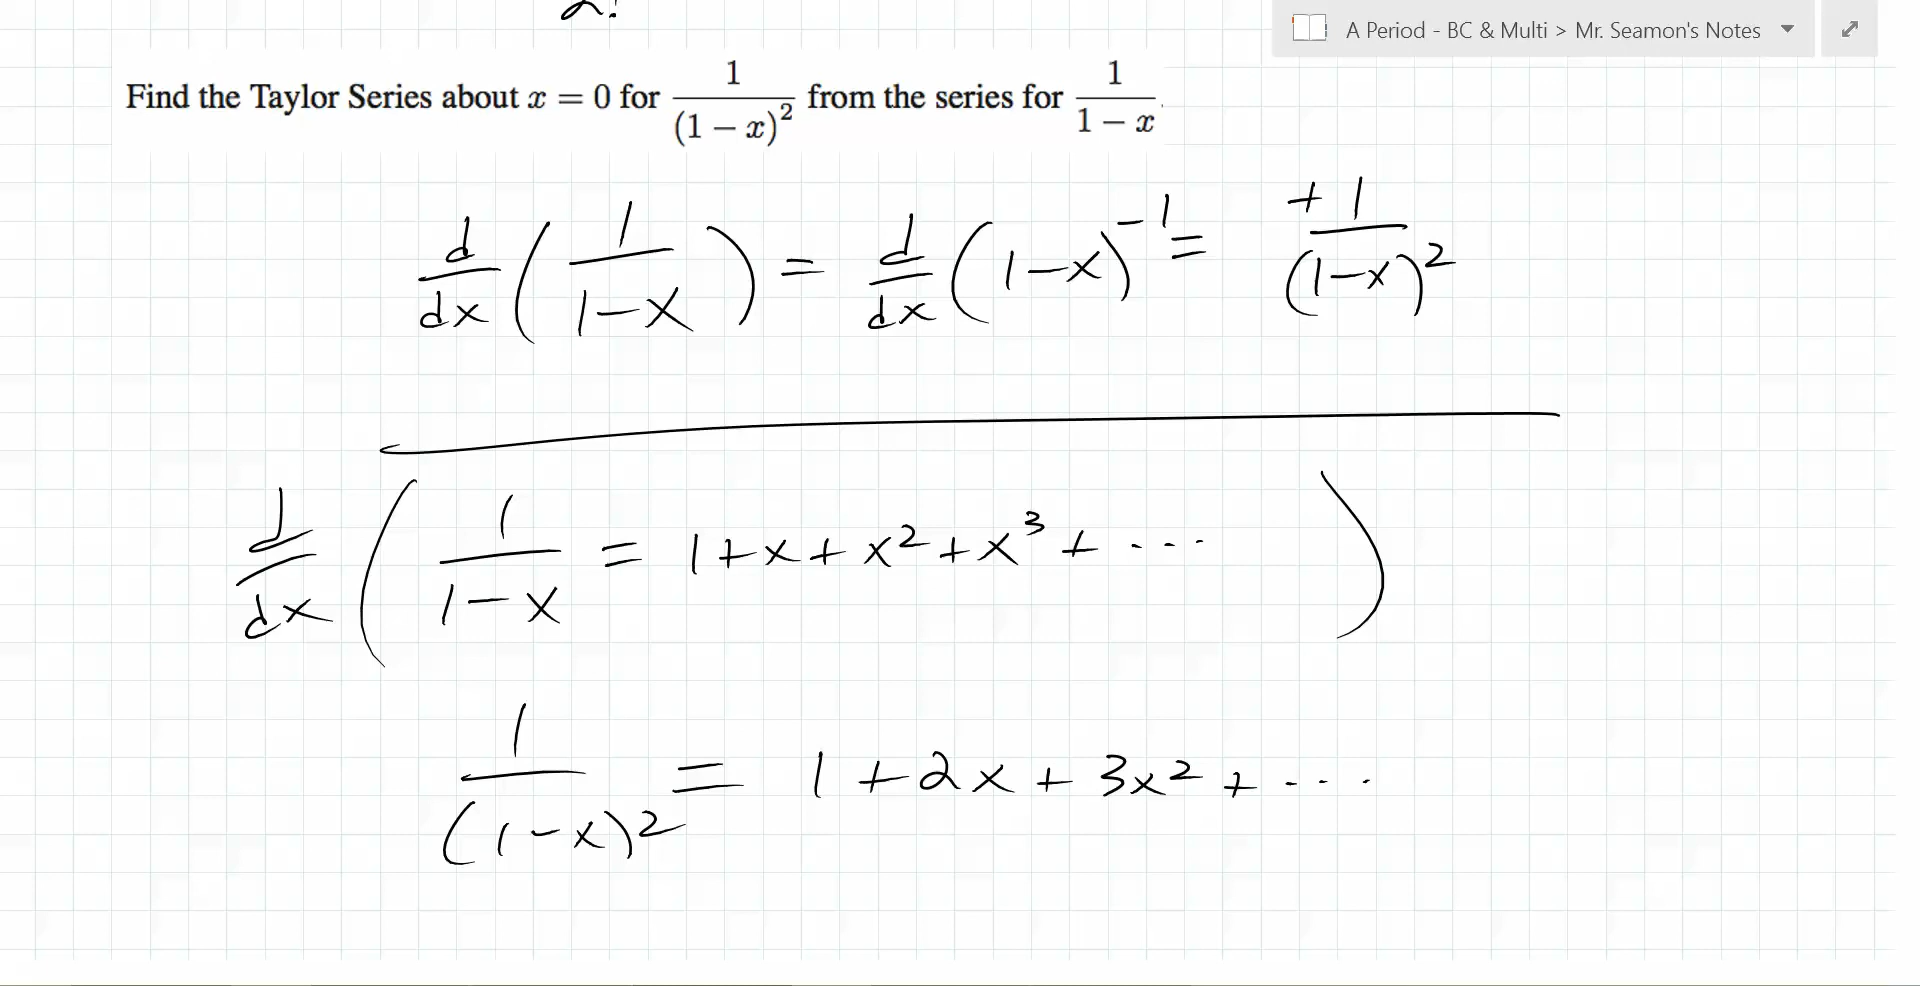 2!
A Period - BC & Multi > Mr. Seamon's Notes
Find the Taylor Series about x = 0 for 1/(1 − x)² from the series for 1/(1 − x).
d/dx (1/(1−x)) = d/dx (1−x)⁻¹ = +1/(1−x)²
d/dx (1/(1−x) = 1+x+x²+x³+ ··· )
1/(1−x)² = 1+2x+3x²+ ····